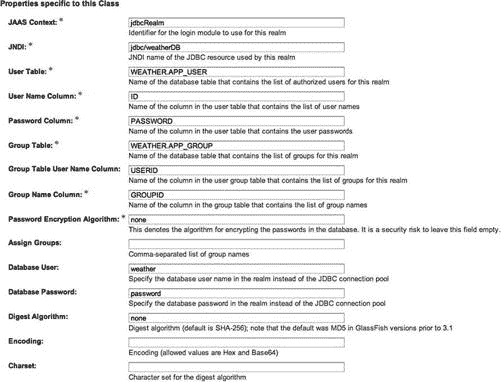 Properties specific to this Class
JAAS Context: * jdbcRealm
Identifier for the login module to use for this realm
JNDI: * jdbc/weatherDB
JNDI name of the JDBC resource used by this realm
User Table: * WEATHER.APP_USER
Name of the database table that contains the list of authorized users for this realm
User Name Column: * ID
Name of the column in the user table that contains the list of user names
Password Column: * PASSWORD
Name of the column in the user table that contains the user passwords
Group Table: * WEATHER.APP_GROUP
Name of the database table that contains the list of groups for this realm
Group Table User Name Column: USERID
Name of the column in the user group table that contains the list of groups for this realm
Group Name Column: * GROUPID
Name of the column in the group table that contains the list of group names
Password Encryption Algorithm: * none
This denotes the algorithm for encrypting the passwords in the database. It is a security risk to leave this field empty.
Assign Groups:
Comma-separated list of group names
Database User: weather
Specify the database user name in the realm instead of the JDBC connection pool
Database Password: password
Specify the database password in the realm instead of the JDBC connection pool
Digest Algorithm: none
Digest algorithm (default is SHA-256); note that the default was MD5 in GlassFish versions prior to 3.1
Encoding:
Encoding (allowed values are Hex and Base64)
Charset:
Character set for the digest algorithm